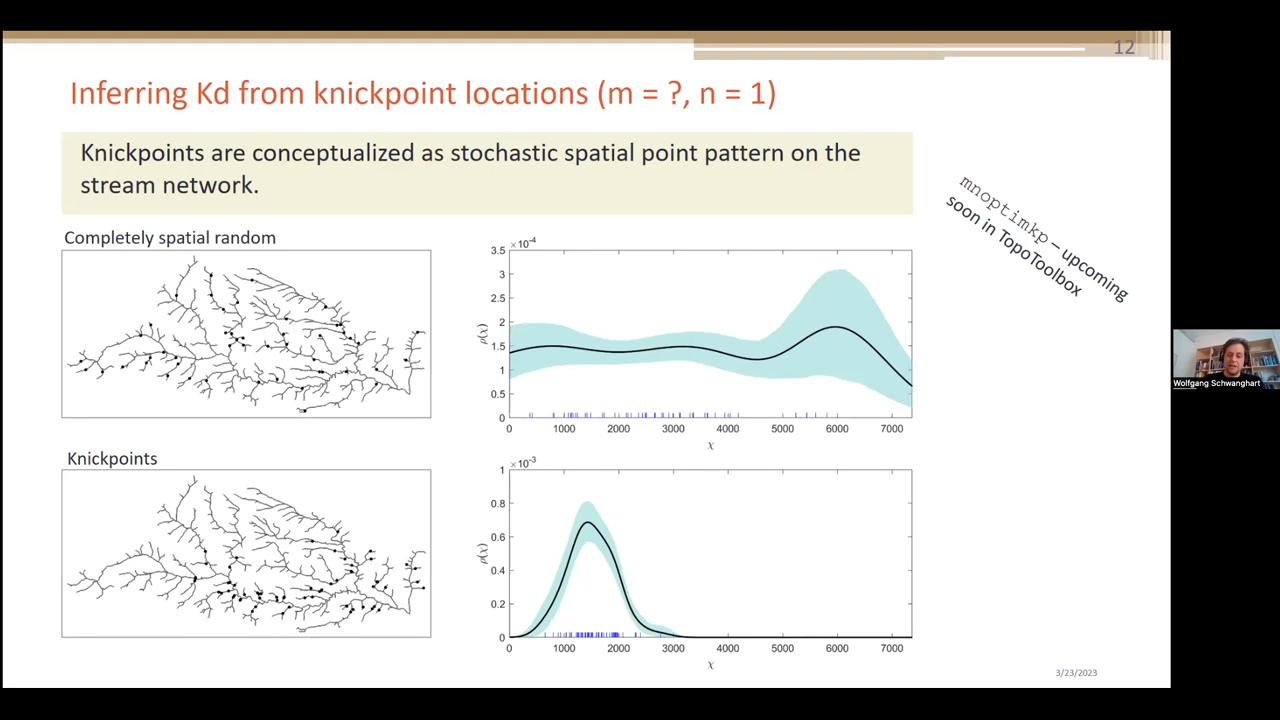 12
Inferring Kd from knickpoint locations (m = ?, n = 1)
Knickpoints are conceptualized as stochastic spatial point pattern on the
stream network.
mnoptimkp – upcoming
soon in TopoToolbox
Completely spatial random
×10⁻⁴
3.5
3
2.5
2
1.5
1
0.5
0
ρ(χ)
0 1000 2000 3000 4000 5000 6000 7000
χ
Wolfgang Schwanghart
Knickpoints
×10⁻³
1
0.8
0.6
0.4
0.2
0
ρ(χ)
0 1000 2000 3000 4000 5000 6000 7000
χ
3/23/2023